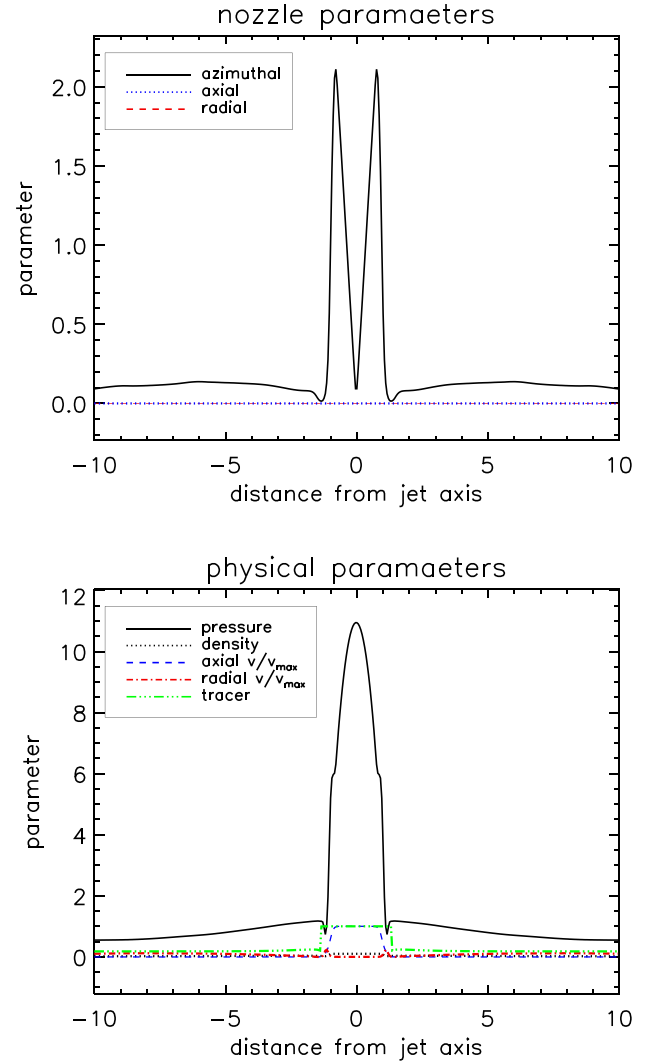 nozzle paramaeters
azimuthal
axial
radial
2.0
1.5
1.0
0.5
0.0
parameter
−10 −5 0 5 10
distance from jet axis
physical paramaeters
pressure
density
axial v/vmax
radial v/vmax
tracer
12
10
8
6
4
2
0
parameter
−10 −5 0 5 10
distance from jet axis